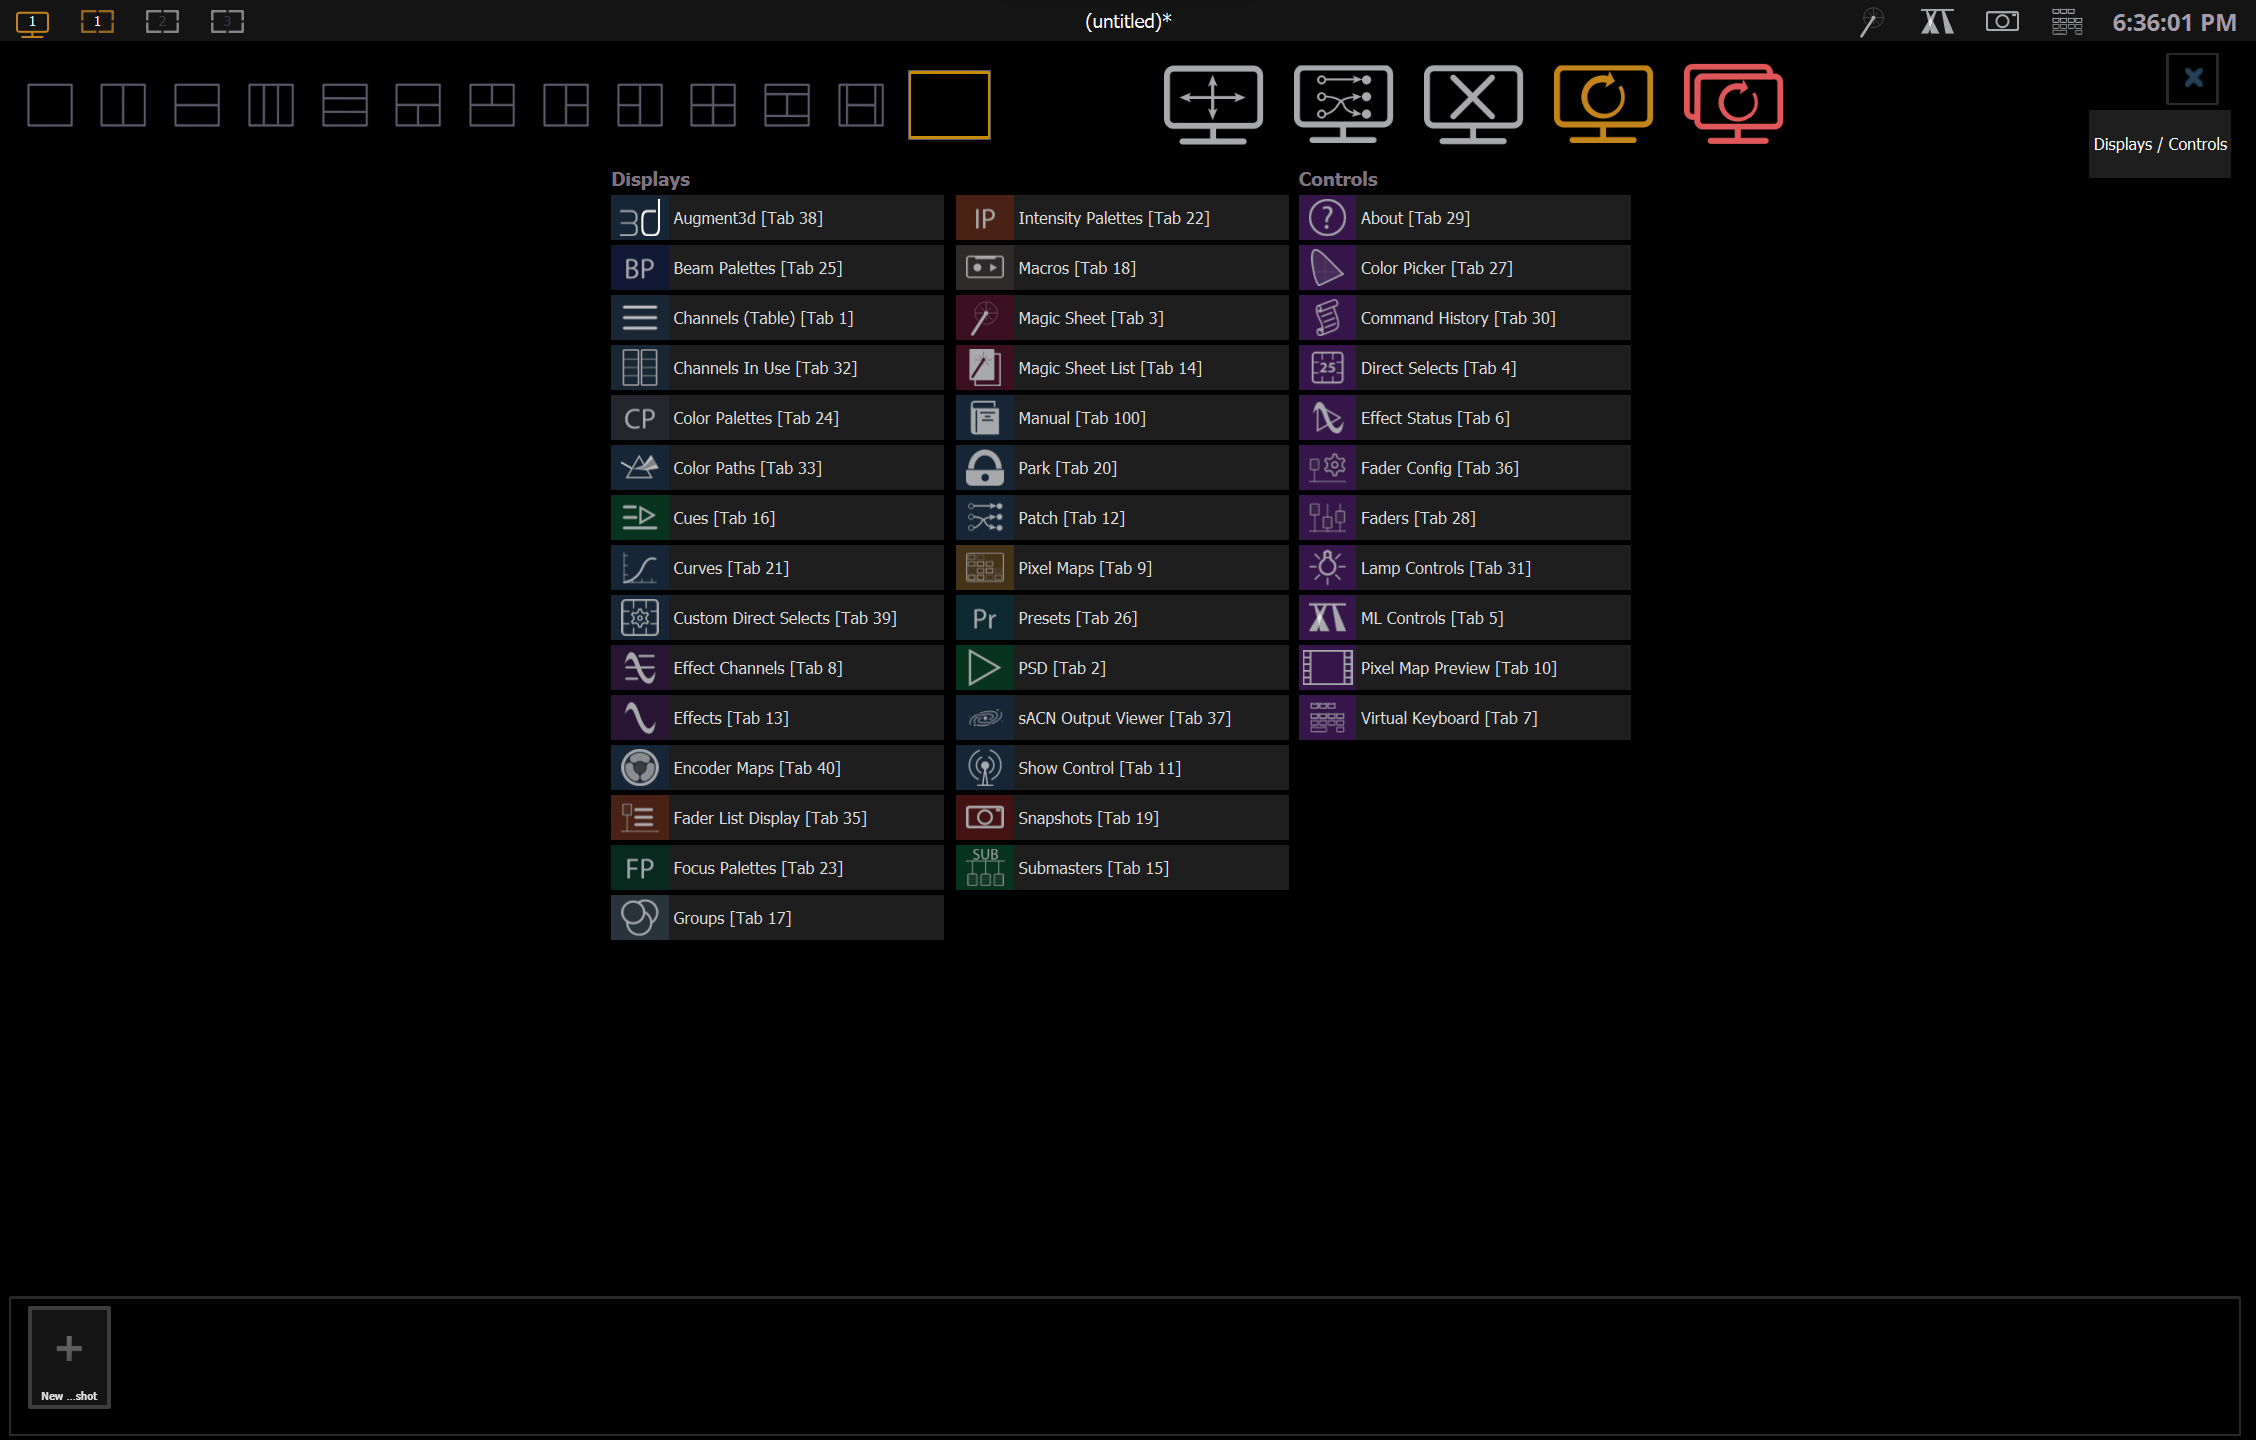 1
1
2
3
(untitled)*
6:36:01 PM
Displays / Controls
Displays
Controls
3d
Augment3d [Tab 38]
IP
Intensity Palettes [Tab 22]
?
About [Tab 29]
BP
Beam Palettes [Tab 25]
Macros [Tab 18]
Color Picker [Tab 27]
Channels (Table) [Tab 1]
Magic Sheet [Tab 3]
Command History [Tab 30]
Channels In Use [Tab 32]
Magic Sheet List [Tab 14]
25
Direct Selects [Tab 4]
CP
Color Palettes [Tab 24]
Manual [Tab 100]
Effect Status [Tab 6]
Color Paths [Tab 33]
Park [Tab 20]
Fader Config [Tab 36]
Cues [Tab 16]
Patch [Tab 12]
Faders [Tab 28]
Curves [Tab 21]
Pixel Maps [Tab 9]
Lamp Controls [Tab 31]
Custom Direct Selects [Tab 39]
Pr
Presets [Tab 26]
ML Controls [Tab 5]
Effect Channels [Tab 8]
PSD [Tab 2]
Pixel Map Preview [Tab 10]
Effects [Tab 13]
sACN Output Viewer [Tab 37]
Virtual Keyboard [Tab 7]
Encoder Maps [Tab 40]
Show Control [Tab 11]
Fader List Display [Tab 35]
Snapshots [Tab 19]
FP
Focus Palettes [Tab 23]
SUB
Submasters [Tab 15]
Groups [Tab 17]
New ...shot